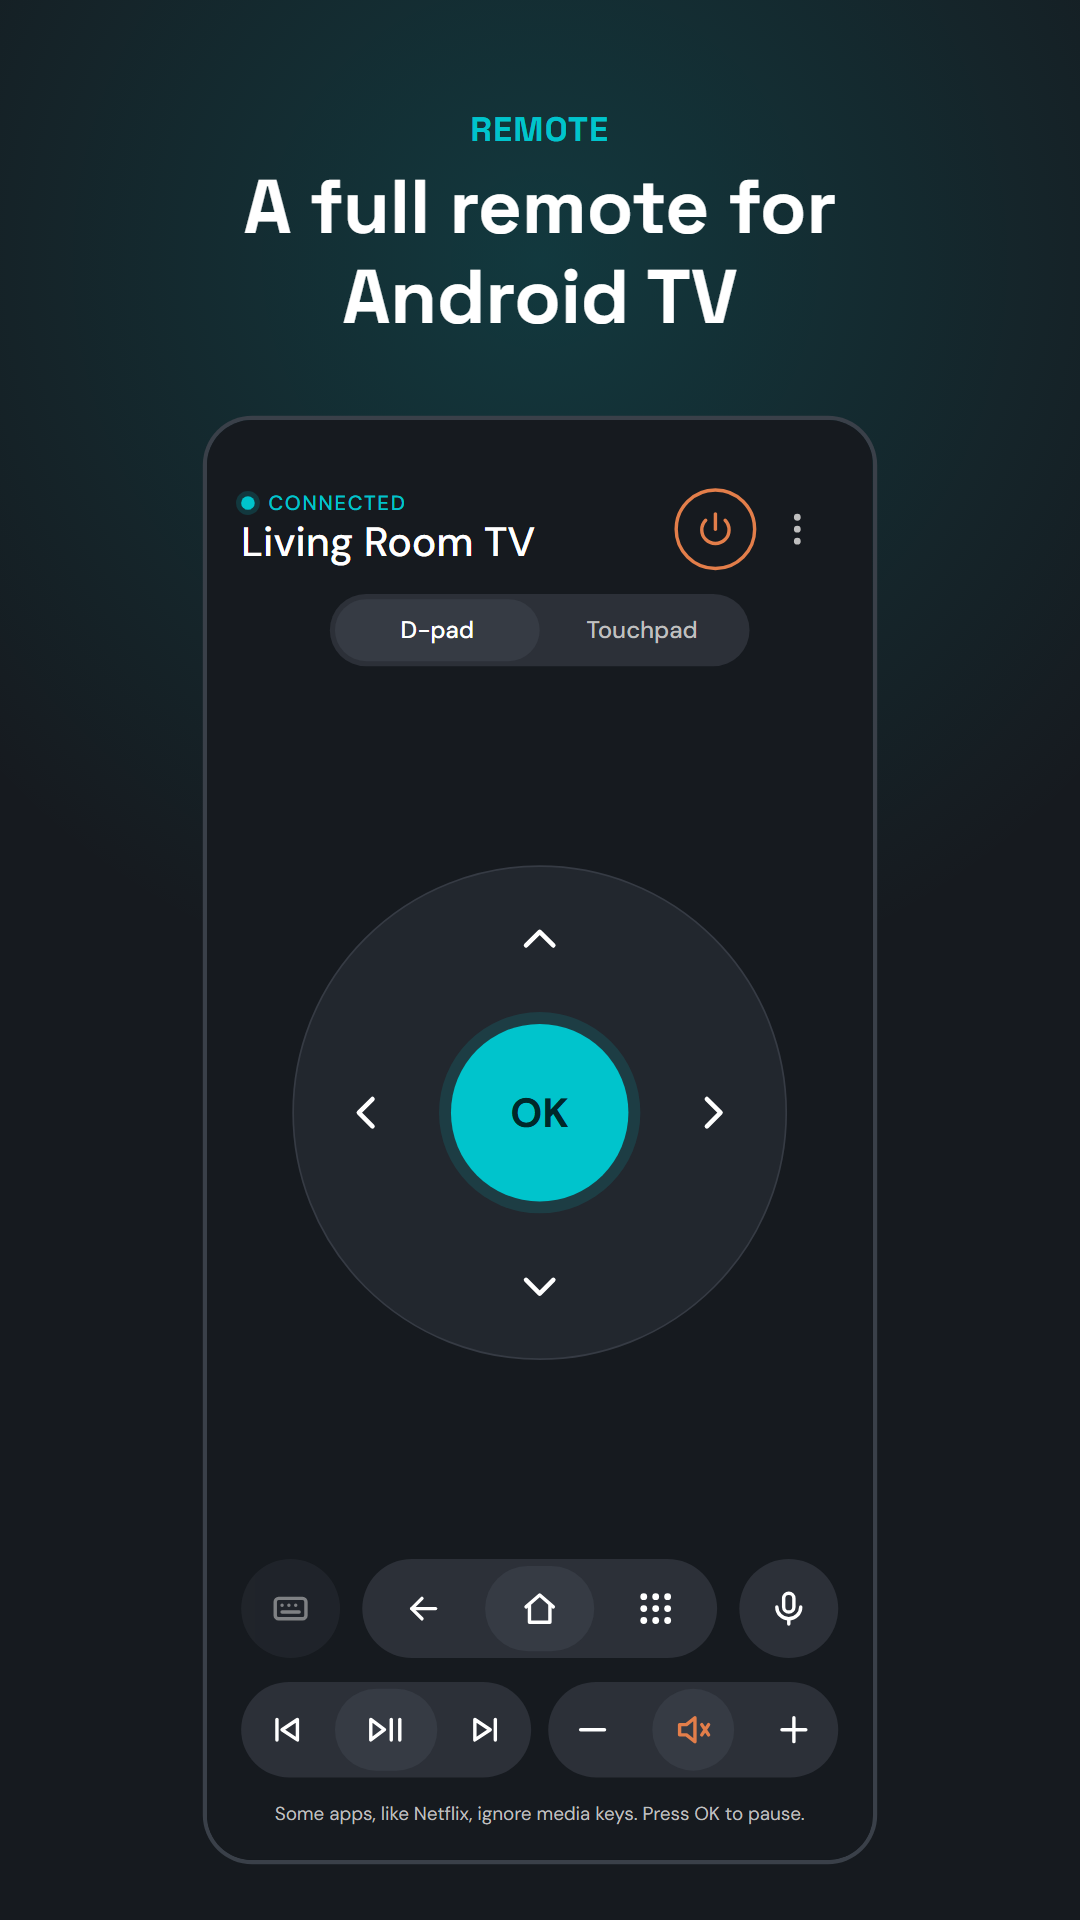 REMOTE
A full remote for
Android TV
CONNECTED
Living Room TV
D-pad
Touchpad
OK
Some apps, like Netflix, ignore media keys. Press OK to pause.